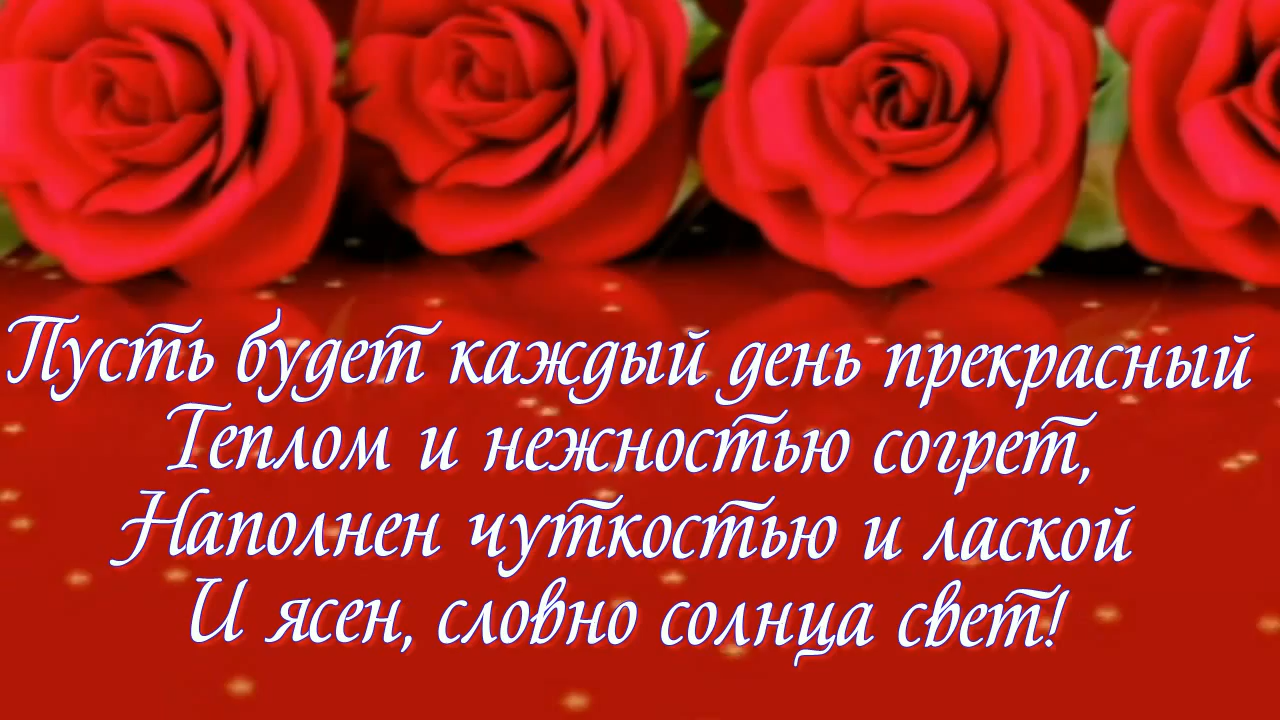 Пусть будет каждый день прекрасный
Теплом и нежностью согрет,
Наполнен чуткостью и лаской
И ясен, словно солнца свет!